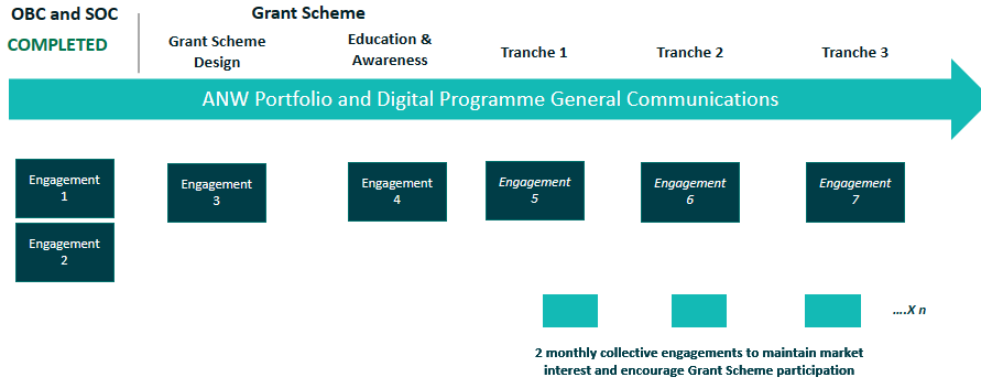 OBC and SOC
COMPLETED
Grant Scheme
Grant Scheme
Design
Education &
Awareness
Tranche 1
Tranche 2
Tranche 3
ANW Portfolio and Digital Programme General Communications
Engagement
1
Engagement
2
Engagement
3
Engagement
4
Engagement
5
Engagement
6
Engagement
7
....X n
2 monthly collective engagements to maintain market
interest and encourage Grant Scheme participation